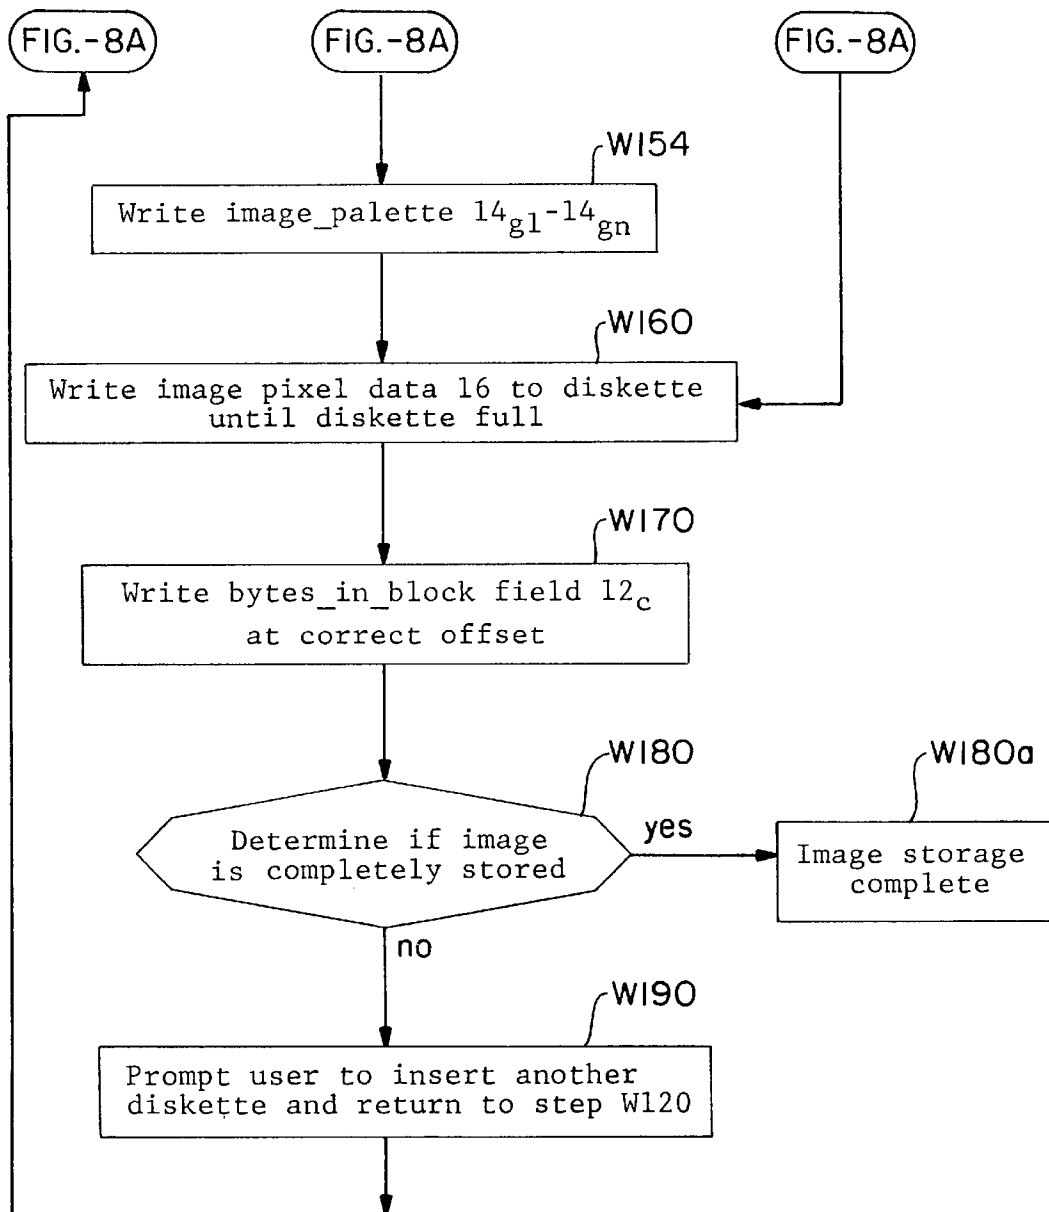 FIG.-8A
FIG.-8A
FIG.-8A
W154
Write image_palette 14g1-14gn
W160
Write image pixel data 16 to diskette
until diskette full
W170
Write bytes_in_block field 12c
at correct offset
W180
W180a
Determine if image
is completely stored
yes
Image storage
complete
no
W190
Prompt user to insert another
diskette and return to step W120